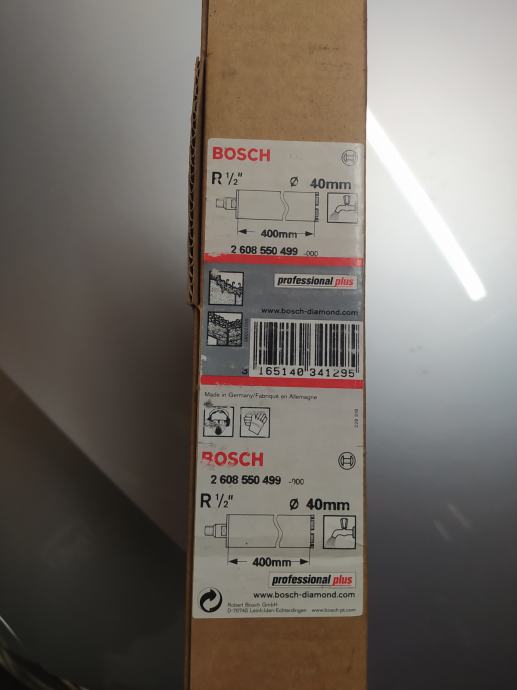 BOSCH
R 1/2" Ø 40mm
400mm
2 608 550 499 -000
professional plus
www.bosch-diamond.com
3 165140 341295
Made in Germany/Fabriqué en Allemagne
BOSCH
2 608 550 499 -000
R 1/2" Ø 40mm
400mm
professional plus
www.bosch-diamond.com
Robert Bosch GmbH
D-70745 Leinfelden-Echterdingen www.bosch-pt.com